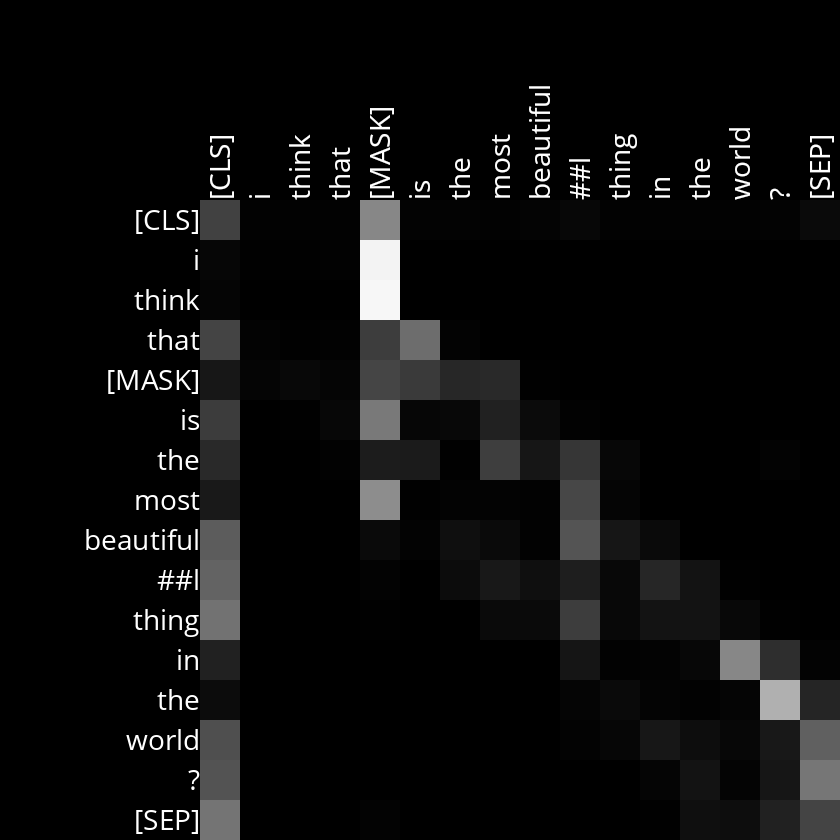 [CLS] i think that [MASK] is the most beautiful ##l thing in the world ? [SEP]
[CLS]
i
think
that
[MASK]
is
the
most
beautiful
##l
thing
in
the
world
?
[SEP]